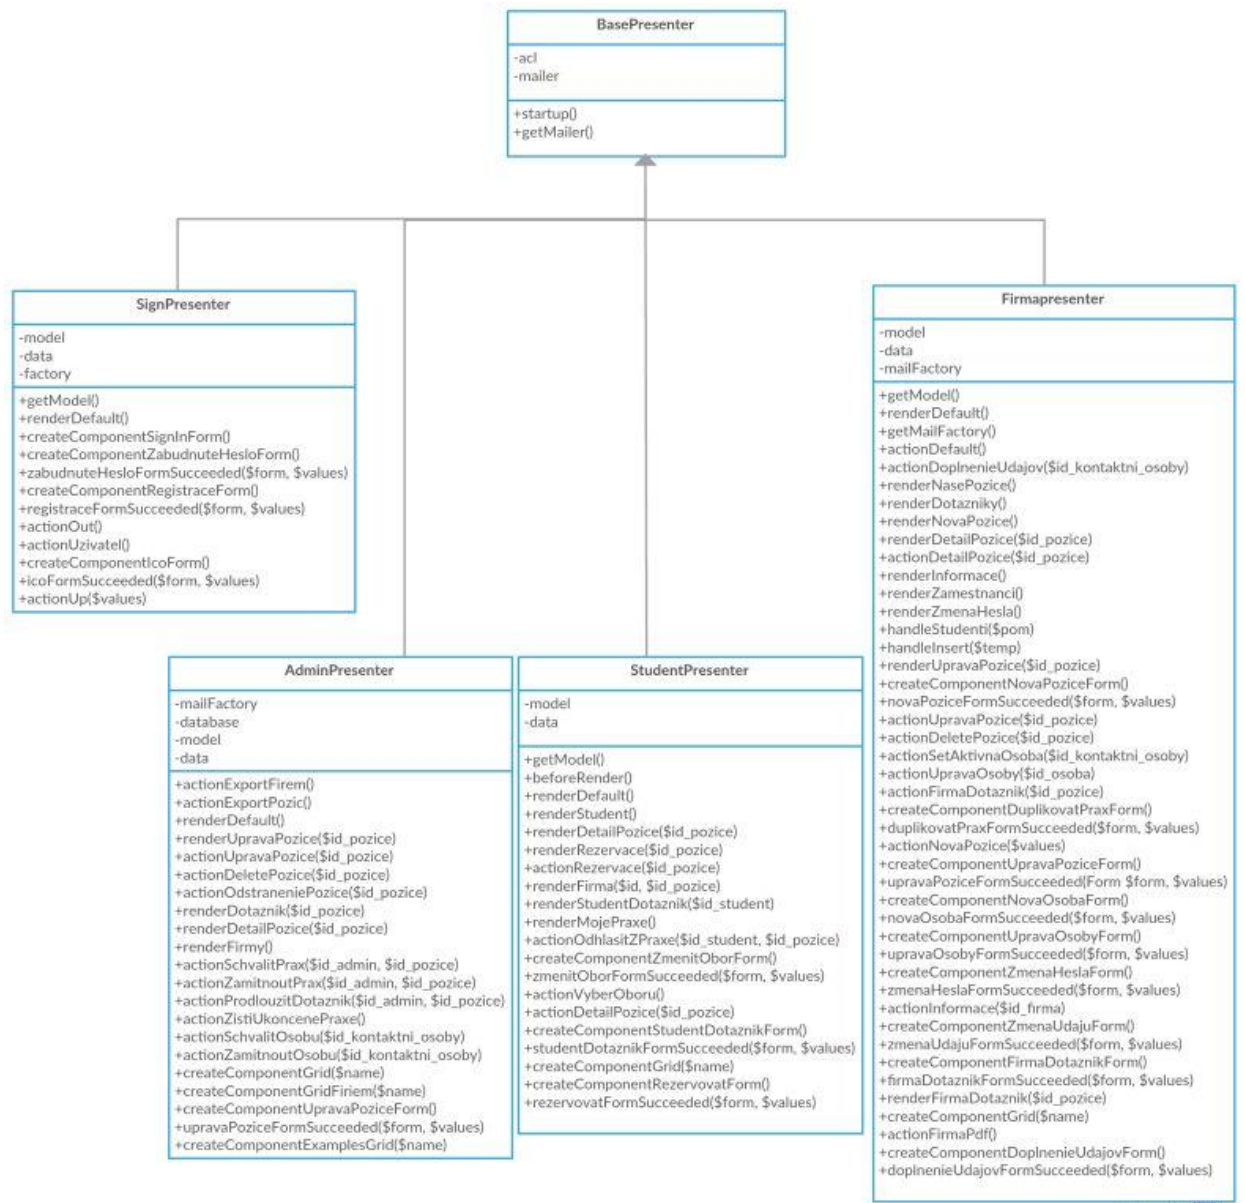 BasePresenter
-acl
-mailer
+startup()
+getMailer()
SignPresenter
-model
-data
-factory
+getModel()
+renderDefault()
+createComponentSignInForm()
+createComponentZabudnuteHesloForm()
+zabudnuteHesloFormSucceeded($form, $values)
+createComponentRegistraceForm()
+registraceFormSucceeded($form, $values)
+actionOut()
+actionUzivatel()
+createComponentIcoForm()
+icoFormSucceeded($form, $values)
+actionUp($values)
Firmapresenter
-model
-data
-mailFactory
+getModel()
+renderDefault()
+getMailFactory()
+actionDefault()
+actionDoplnenieUdajov($id_kontaktni_osoby)
+renderNasePozice()
+renderDotazniky()
+renderNovaPozice()
+renderDetailPozice($id_pozice)
+actionDetailPozice($id_pozice)
+renderInformace()
+renderZamestnanci()
+renderZmenaHesla()
+handleStudenti($pom)
+handleInsert($temp)
+renderUpravaPozice($id_pozice)
+createComponentNovaPoziceForm()
+novaPoziceFormSucceeded($form, $values)
+actionUpravaPozice($id_pozice)
+actionDeletePozice($id_pozice)
+actionSetAktivnaOsoba($id_kontaktni_osoby)
+actionUpravaOsoby($id_osoba)
+actionFirmaDotaznik($id_pozice)
+createComponentDuplikovatPraxForm()
+duplikovatPraxFormSucceeded($form, $values)
+actionNovaPozice($values)
+createComponentUpravaPoziceForm()
+upravaPoziceFormSucceeded(Form $form, $values)
+createComponentNovaOsobaForm()
+novaOsobaFormSucceeded($form, $values)
+createComponentUpravaOsobyForm()
+upravaOsobyFormSucceeded($form, $values)
+createComponentZmenaHeslaForm()
+zmenaHeslaFormSucceeded($form, $values)
+actionInformace($id_firma)
+createComponentZmenaUdajuForm()
+zmenaUdajuFormSucceeded($form, $values)
+createComponentFirmaDotaznikForm()
+firmaDotaznikFormSucceeded($form, $values)
+renderFirmaDotaznik($id_pozice)
+createComponentGrid($name)
+actionFirmaPdf()
+createComponentDoplnenieUdajovForm()
+doplnenieUdajovFormSucceeded($form, $values)
AdminPresenter
-mailFactory
-database
-model
-data
+actionExportFirem()
+actionExportPozic()
+renderDefault()
+renderUpravaPozice($id_pozice)
+actionUpravaPozice($id_pozice)
+actionDeletePozice($id_pozice)
+actionOdstraneniePozice($id_pozice)
+renderDotaznik($id_pozice)
+renderDetailPozice($id_pozice)
+renderFirmy()
+actionSchvalitPrax($id_admin, $id_pozice)
+actionZamitnoutPrax($id_admin, $id_pozice)
+actionProdlouzitDotaznik($id_admin, $id_pozice)
+actionZistiUkoncenePraxe()
+actionSchvalitOsobu($id_kontaktni_osoby)
+actionZamitnoutOsobu($id_kontaktni_osoby)
+createComponentGrid($name)
+createComponentGridFiriem($name)
+createComponentUpravaPoziceForm()
+upravaPoziceFormSucceeded($form, $values)
+createComponentExamplesGrid($name)
StudentPresenter
-model
-data
+getModel()
+beforeRender()
+renderDefault()
+renderStudent()
+renderDetailPozice($id_pozice)
+renderRezervace($id_pozice)
+actionRezervace($id_pozice)
+renderFirma($id, $id_pozice)
+renderStudentDotaznik($id_student)
+renderMojePraxe()
+actionOdhlasitZPraxe($id_student, $id_pozice)
+createComponentZmenitOborForm()
+zmenitOborFormSucceeded($form, $values)
+actionVyberOboru()
+actionDetailPozice($id_pozice)
+createComponentStudentDotaznikForm()
+studentDotaznikFormSucceeded($form, $values)
+createComponentGrid($name)
+createComponentRezervovatForm()
+rezervovatFormSucceeded($form, $values)